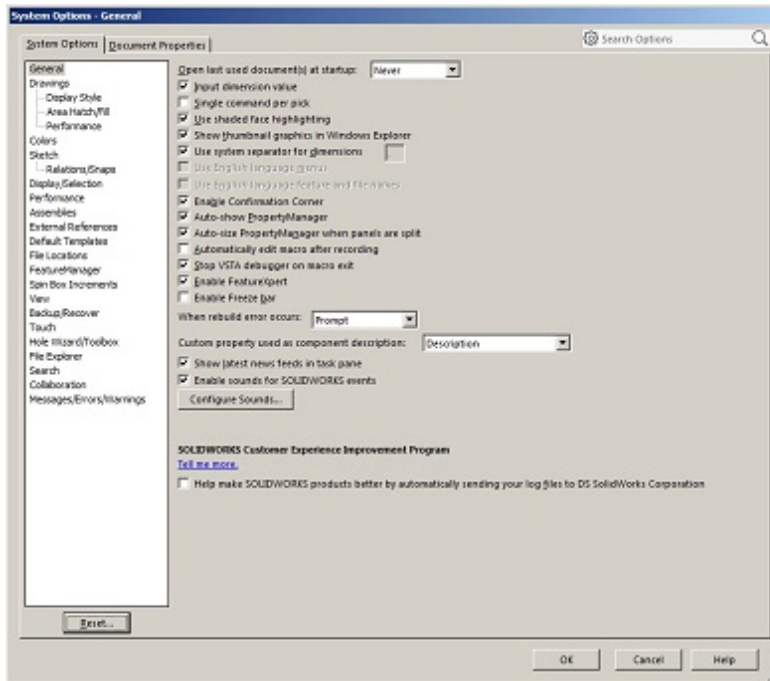 System Options - General
System Options
Document Properties
Search Options
General
Drawings
Display Style
Area Hatch/Fill
Performance
Colors
Sketch
Relations/Snaps
Display/Selection
Performance
Assemblies
External References
Default Templates
File Locations
FeatureManager
Spin Box Increments
View
Backup/Recover
Touch
Hole Wizard/Toolbox
File Explorer
Search
Collaboration
Messages/Errors/Warnings
Reset...
Open last used document(s) at startup: Never
Input dimension value
Single command per pick
Use shaded face highlighting
Show thumbnail graphics in Windows Explorer
Use system separator for dimensions
Use English language menus
Use English language feature and file names
Enable Confirmation Corner
Auto-show PropertyManager
Auto-size PropertyManager when panels are split
Automatically edit macro after recording
Stop VSTA debugger on macro exit
Enable FeatureXpert
Enable Freeze bar
When rebuild error occurs: Prompt
Custom property used as component description: Description
Show latest news feeds in task pane
Enable sounds for SOLIDWORKS events
Configure Sounds...
SOLIDWORKS Customer Experience Improvement Program
Tell me more.
Help make SOLIDWORKS products better by automatically sending your log files to DS SolidWorks Corporation
OK
Cancel
Help